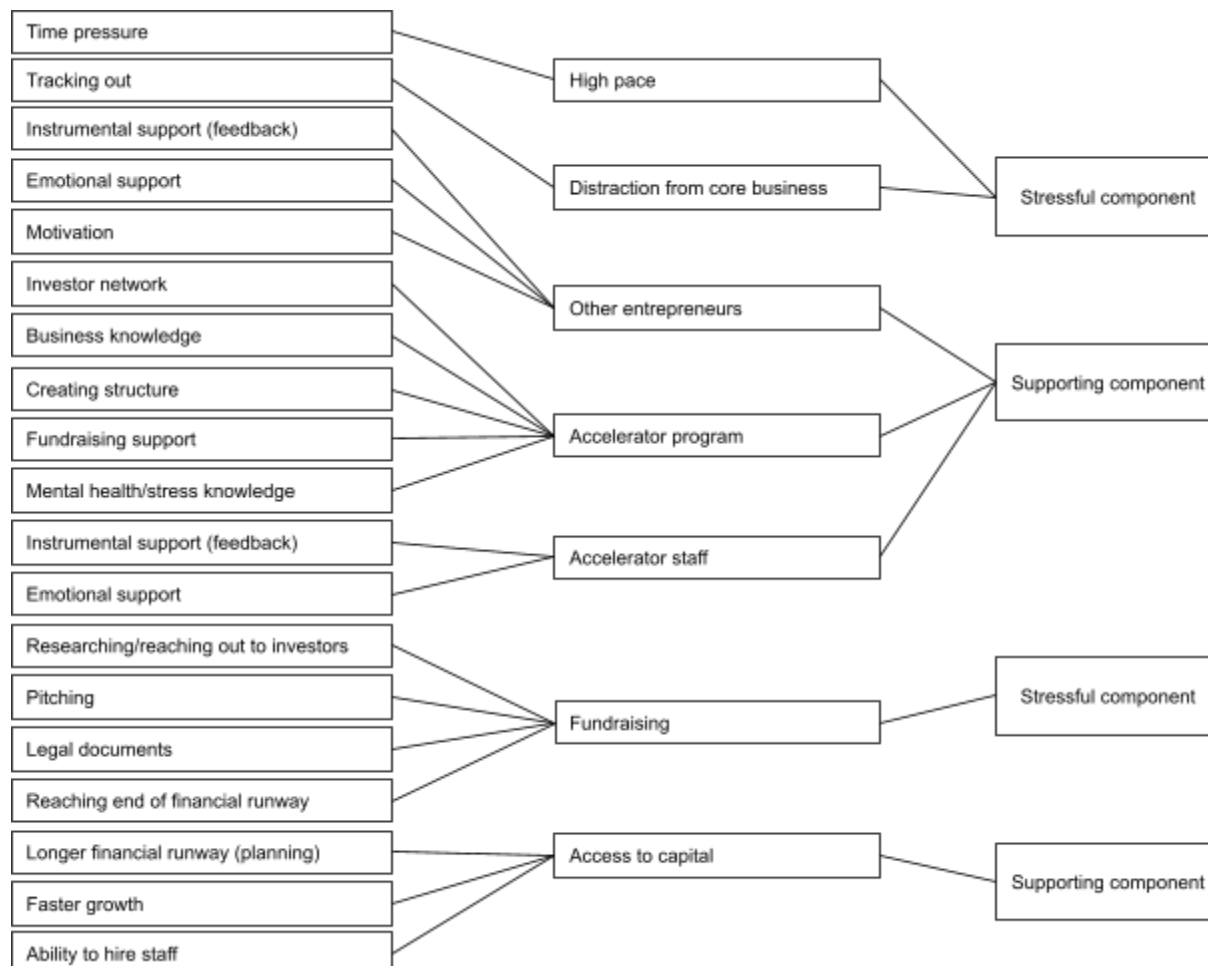 Time pressure
Tracking out
Instrumental support (feedback)
Emotional support
Motivation
Investor network
Business knowledge
Creating structure
Fundraising support
Mental health/stress knowledge
Instrumental support (feedback)
Emotional support
Researching/reaching out to investors
Pitching
Legal documents
Reaching end of financial runway
Longer financial runway (planning)
Faster growth
Ability to hire staff
High pace
Distraction from core business
Other entrepreneurs
Accelerator program
Accelerator staff
Fundraising
Access to capital
Stressful component
Supporting component
Stressful component
Supporting component